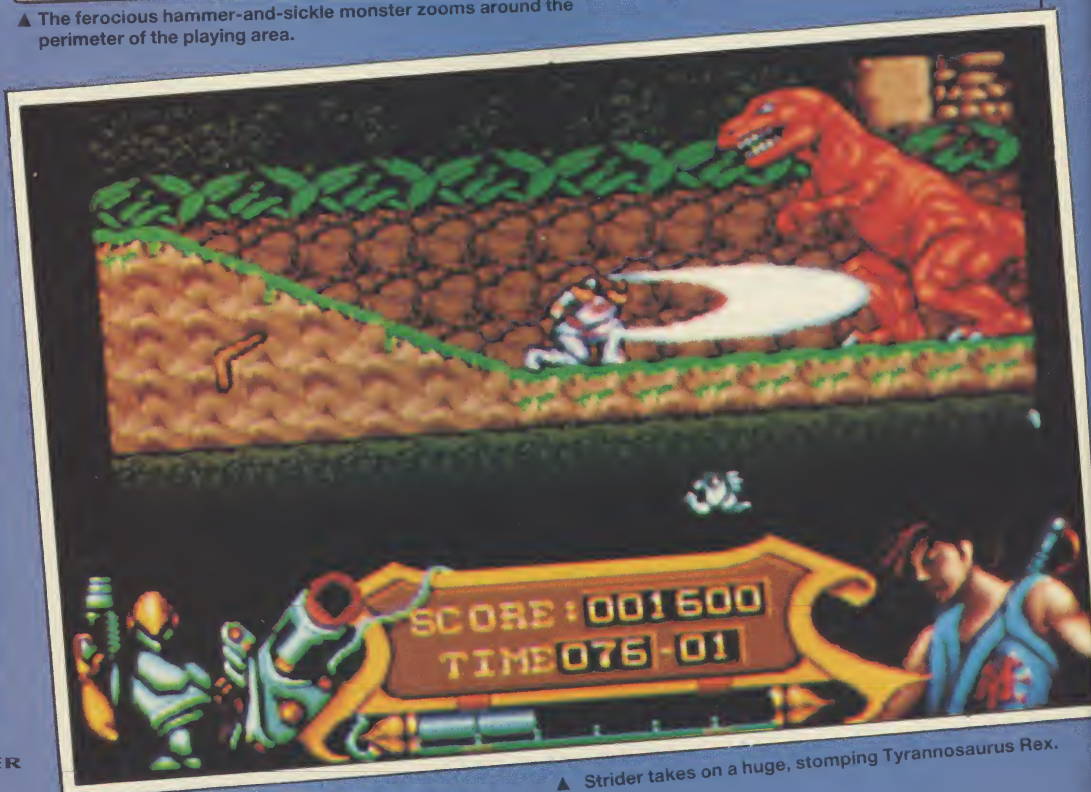 ▲ The ferocious hammer-and-sickle monster zooms around the
perimeter of the playing area.
SCORE:001600
TIME 076-01
ER
▲ Strider takes on a huge, stomping Tyrannosaurus Rex.